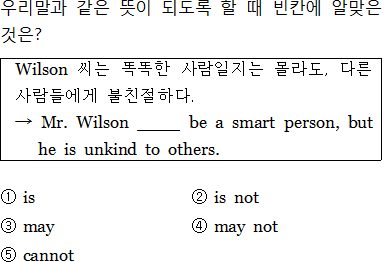 우리말과 같은 뜻이 되도록 할 때 빈칸에 알맞은
것은?
Wilson 씨는 똑똑한 사람일지는 몰라도, 다른
사람들에게 불친절하다.
→ Mr. Wilson _____ be a smart person, but
he is unkind to others.
① is ② is not
③ may ④ may not
⑤ cannot